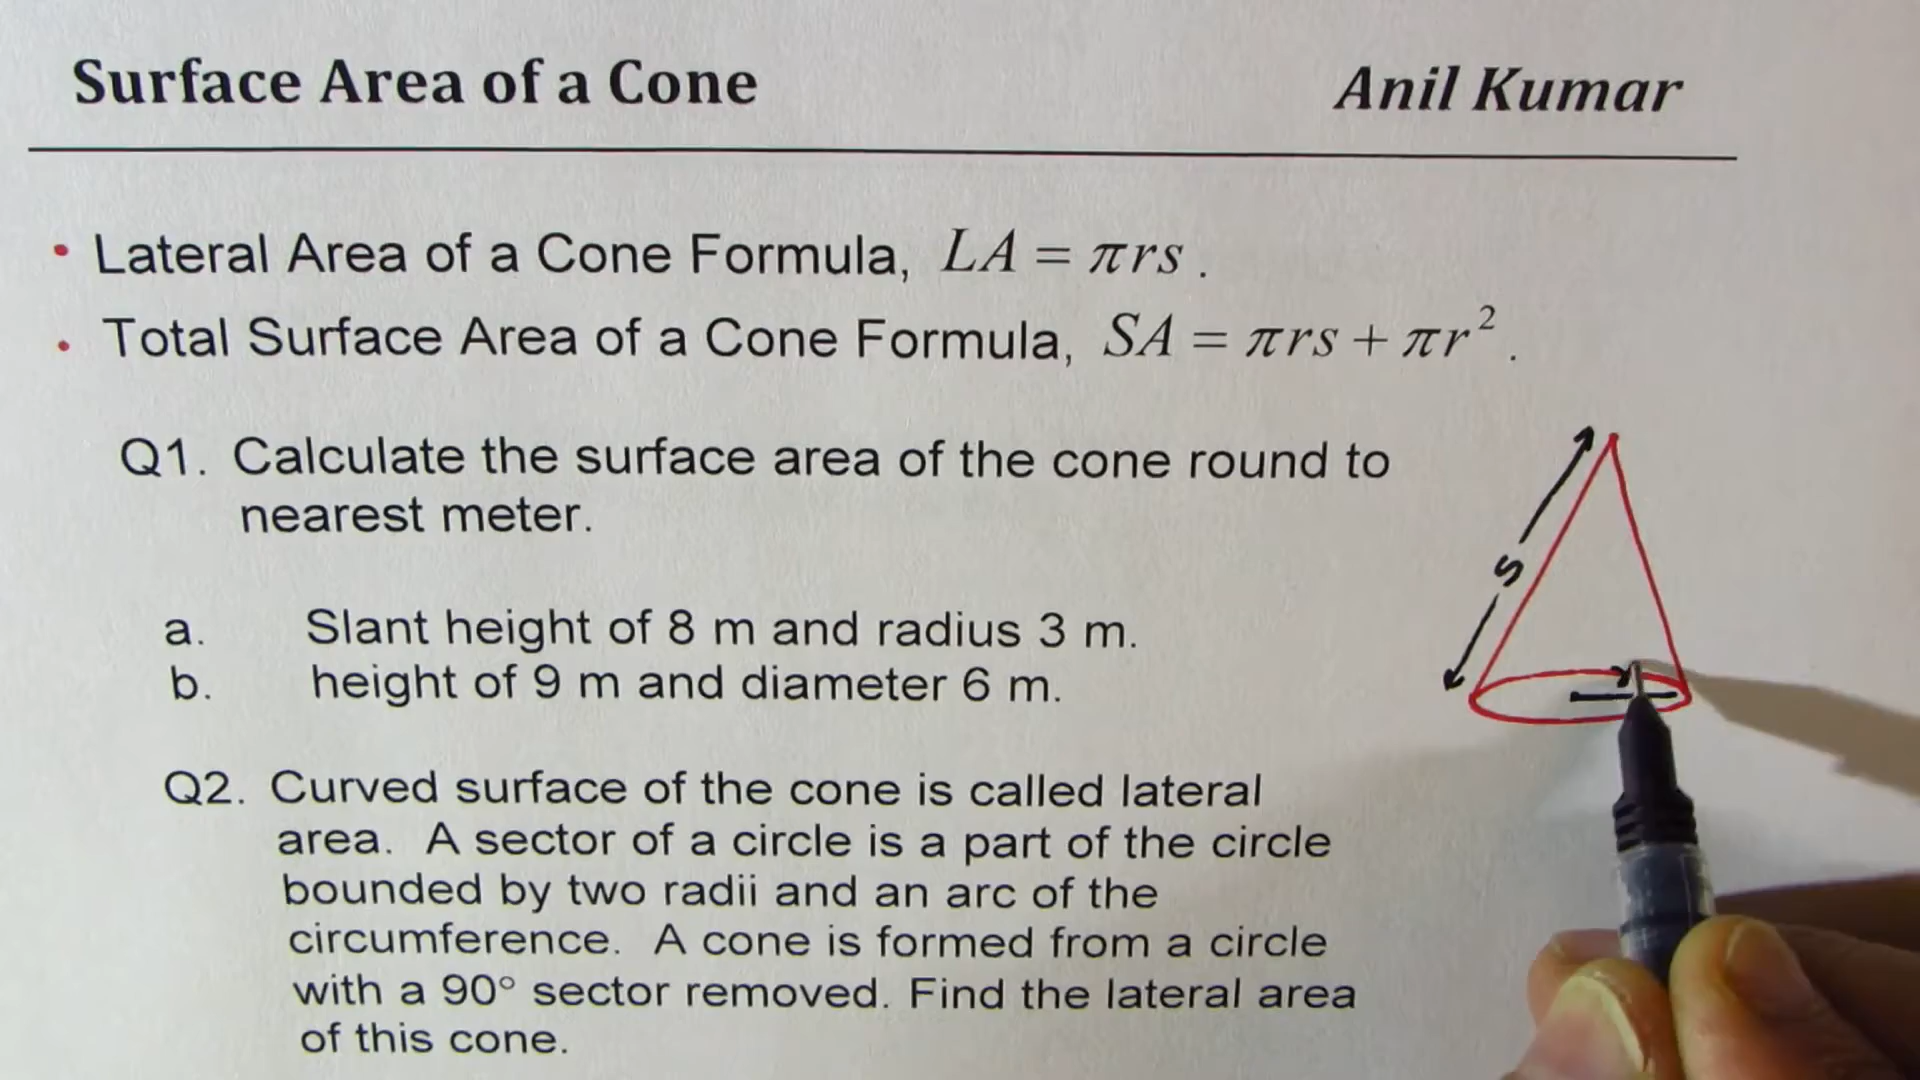 Surface Area of a Cone Anil Kumar
• Lateral Area of a Cone Formula, LA = πrs .
• Total Surface Area of a Cone Formula, SA = πrs + πr² .
Q1. Calculate the surface area of the cone round to
nearest meter.
a. Slant height of 8 m and radius 3 m.
b. height of 9 m and diameter 6 m.
s
Q2. Curved surface of the cone is called lateral
area. A sector of a circle is a part of the circle
bounded by two radii and an arc of the
circumference. A cone is formed from a circle
with a 90° sector removed. Find the lateral area
of this cone.